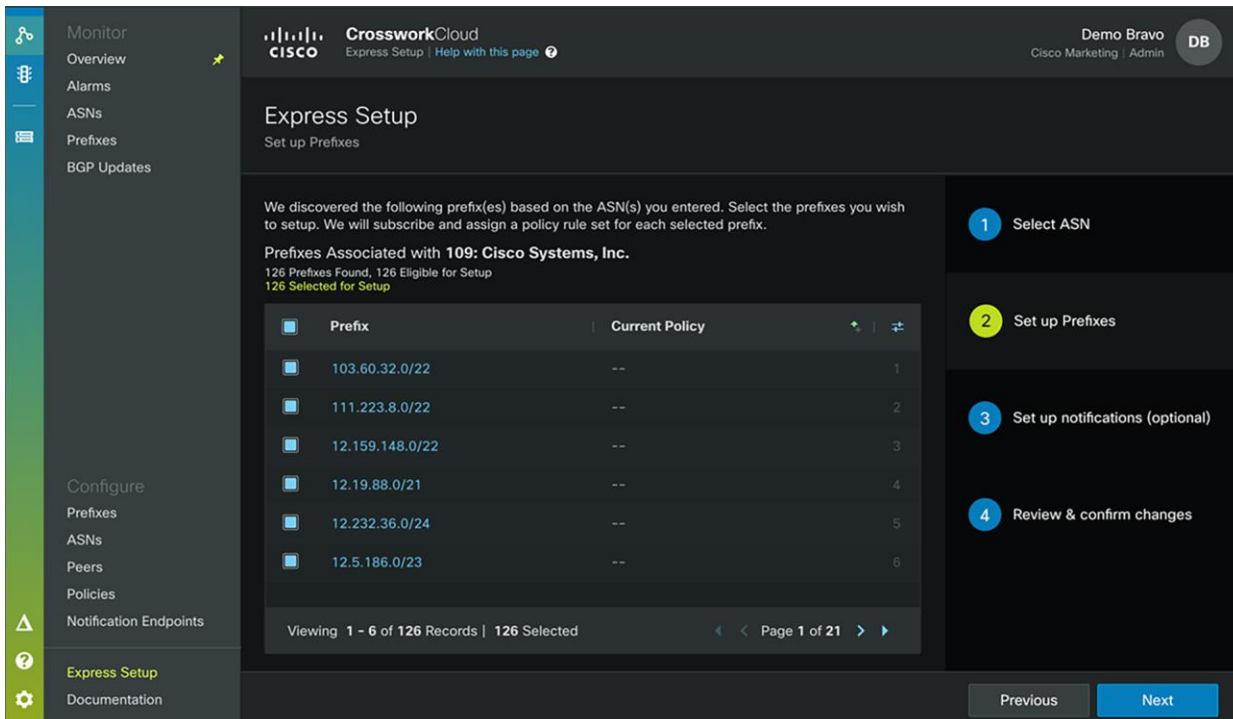 Monitor
Overview
Alarms
ASNs
Prefixes
BGP Updates
Configure
Prefixes
ASNs
Peers
Policies
Notification Endpoints
Express Setup
Documentation
CISCO
CrossworkCloud
Express Setup | Help with this page ?
Demo Bravo
Cisco Marketing | Admin
DB
Express Setup
Set up Prefixes
We discovered the following prefix(es) based on the ASN(s) you entered. Select the prefixes you wish
to setup. We will subscribe and assign a policy rule set for each selected prefix.
Prefixes Associated with 109: Cisco Systems, Inc.
126 Prefixes Found, 126 Eligible for Setup
126 Selected for Setup
Prefix | Current Policy
103.60.32.0/22 -- 1
111.223.8.0/22 -- 2
12.159.148.0/22 -- 3
12.19.88.0/21 -- 4
12.232.36.0/24 -- 5
12.5.186.0/23 -- 6
Viewing 1 - 6 of 126 Records | 126 Selected
Page 1 of 21
1 Select ASN
2 Set up Prefixes
3 Set up notifications (optional)
4 Review & confirm changes
Previous
Next